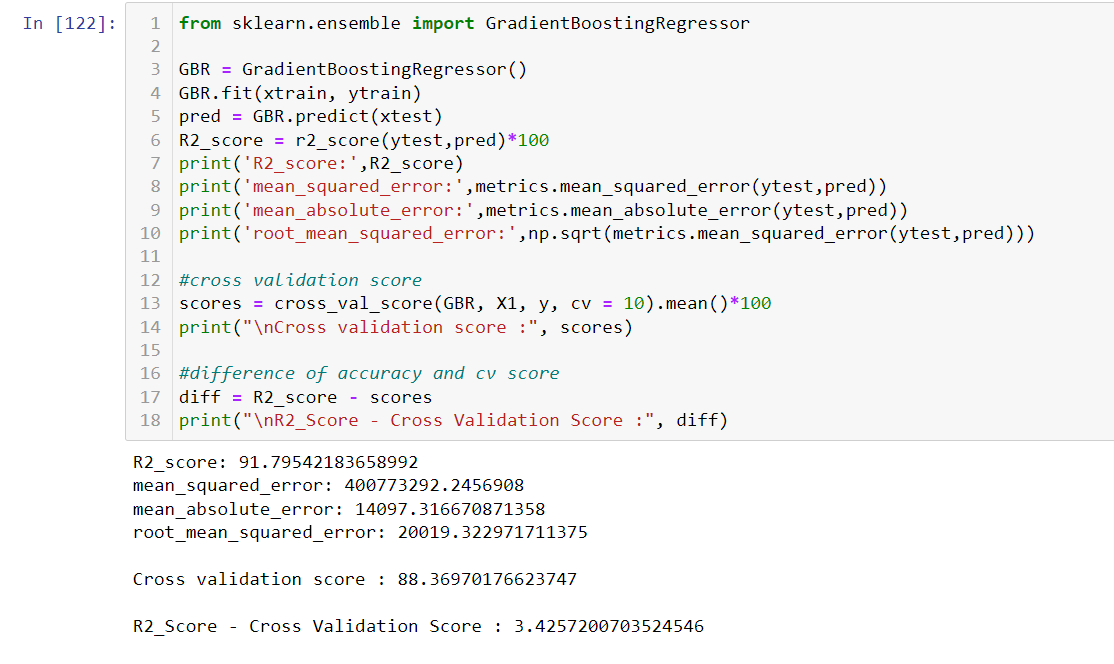 In [122]:
1 from sklearn.ensemble import GradientBoostingRegressor
2
3 GBR = GradientBoostingRegressor()
4 GBR.fit(xtrain, ytrain)
5 pred = GBR.predict(xtest)
6 R2_score = r2_score(ytest,pred)*100
7 print('R2_score:',R2_score)
8 print('mean_squared_error:',metrics.mean_squared_error(ytest,pred))
9 print('mean_absolute_error:',metrics.mean_absolute_error(ytest,pred))
10 print('root_mean_squared_error:',np.sqrt(metrics.mean_squared_error(ytest,pred)))
11
12 #cross validation score
13 scores = cross_val_score(GBR, X1, y, cv = 10).mean()*100
14 print("\nCross validation score :", scores)
15
16 #difference of accuracy and cv score
17 diff = R2_score - scores
18 print("\nR2_Score - Cross Validation Score :", diff)
R2_score: 91.79542183658992
mean_squared_error: 400773292.2456908
mean_absolute_error: 14097.316670871358
root_mean_squared_error: 20019.322971711375
Cross validation score : 88.36970176623747
R2_Score - Cross Validation Score : 3.4257200703524546